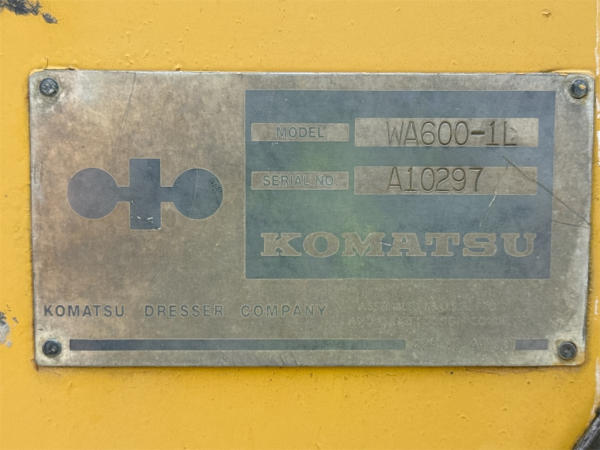 MODEL WA600-1L
SERIAL NO. A10297
KOMATSU
KOMATSU DRESSER COMPANY